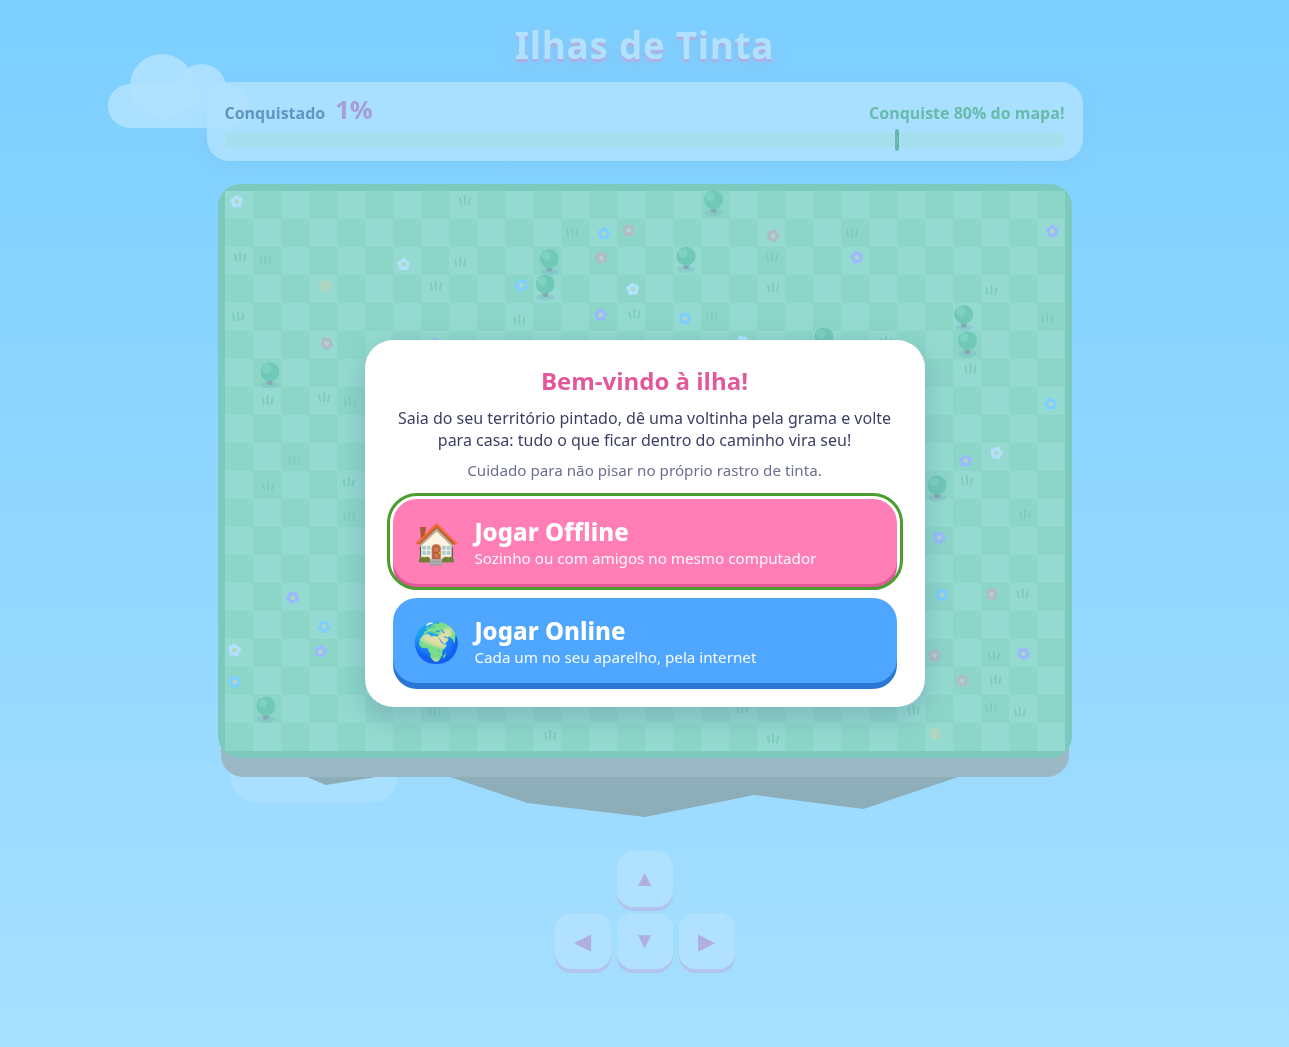 Ilhas de Tinta
Conquistado 1%
Conquiste 80% do mapa!
Bem-vindo à ilha!
Saia do seu território pintado, dê uma voltinha pela grama e volte
para casa: tudo o que ficar dentro do caminho vira seu!
Cuidado para não pisar no próprio rastro de tinta.
Jogar Offline
Sozinho ou com amigos no mesmo computador
Jogar Online
Cada um no seu aparelho, pela internet